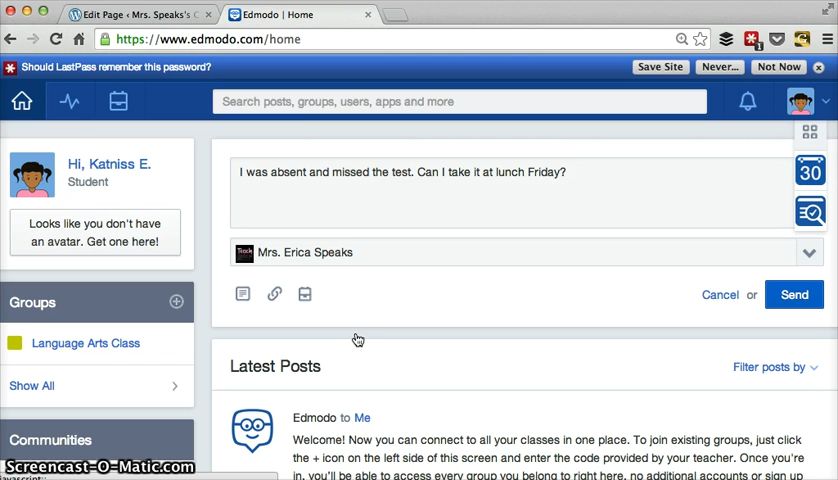 Edit Page ‹ Mrs. Speaks's C
Edmodo | Home
https://www.edmodo.com/home
1
Should LastPass remember this password?
Save Site
Never...
Not Now
Search posts, groups, users, apps and more
Hi, Katniss E.
Student
Looks like you don't have
an avatar. Get one here!
Groups
Language Arts Class
Show All
Communities
I was absent and missed the test. Can I take it at lunch Friday?
30
Mrs. Erica Speaks
Cancel or
Send
Latest Posts
Filter posts by
Edmodo to Me
Welcome! Now you can connect to all your classes in one place. To join existing groups, just click
the + icon on the left side of this screen and enter the code provided by your teacher. Once you're
in, you'll be able to access every group you belong to right here, no additional accounts or sign up
Screencast-O-Matic.com